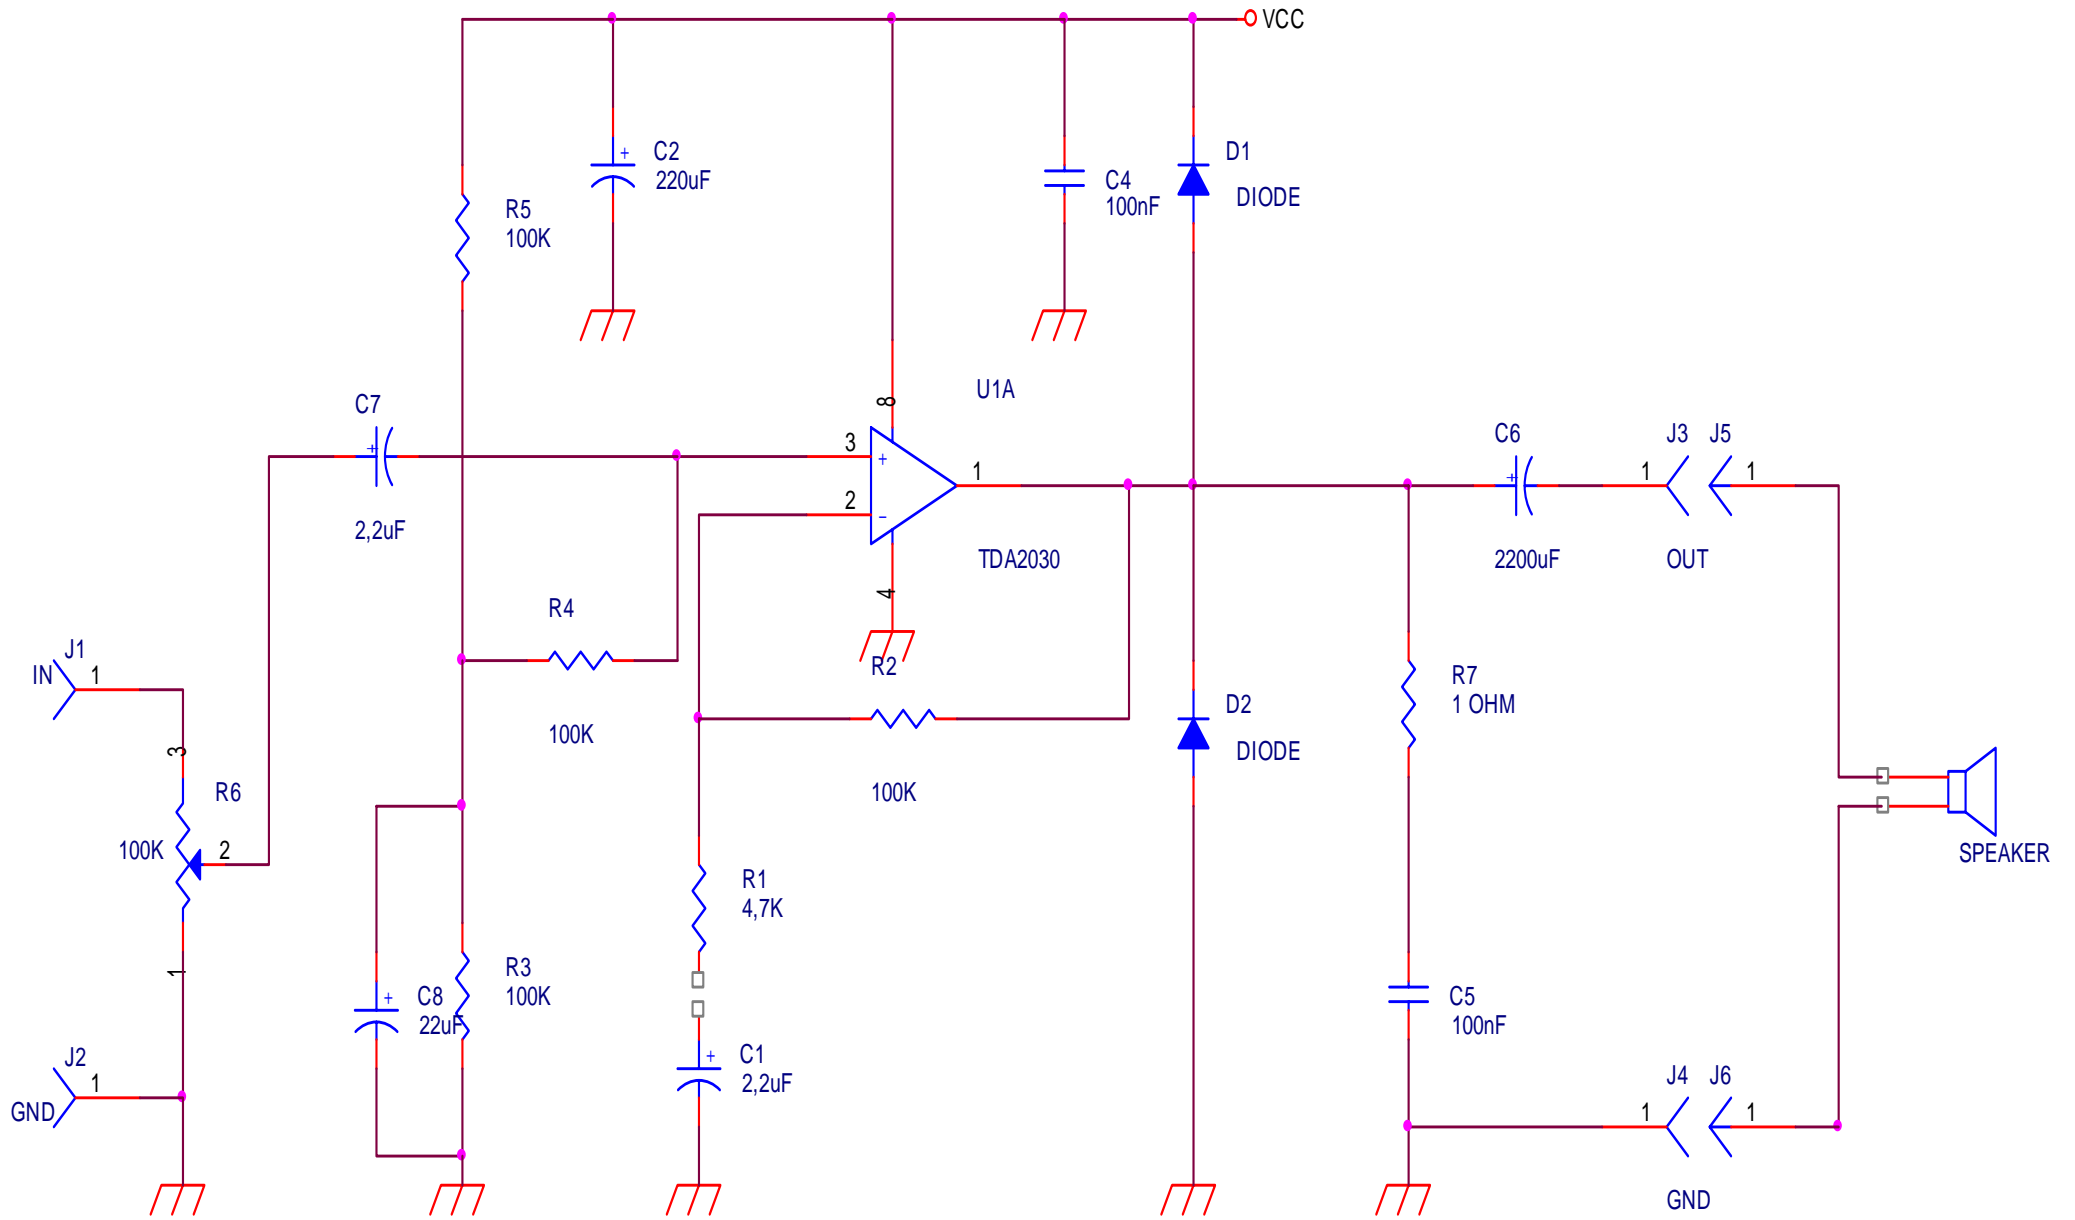 VCC
C2
220uF
D1
DIODE
C4
100nF
R5
100K
U1A
8
C7
2,2uF
3
+
2
-
1
4
TDA2030
C6
2200uF
J3
J5
1
1
OUT
R4
100K
R2
100K
J1
IN
1
3
R6
100K
2
1
D2
DIODE
R7
1 OHM
SPEAKER
R1
4,7K
R3
100K
C8
22uF
C5
100nF
C1
2,2uF
J2
1
GND
J4
J6
1
1
GND